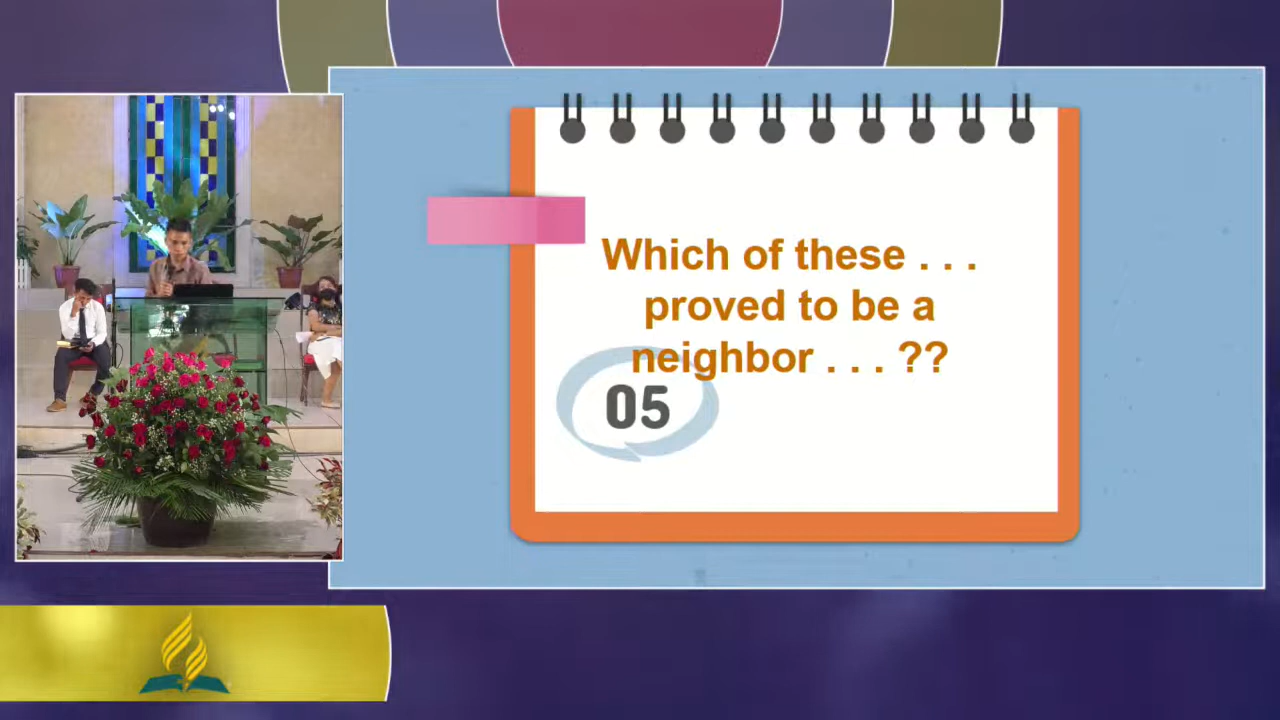 Which of these . . .
proved to be a
neighbor . . . ??
05